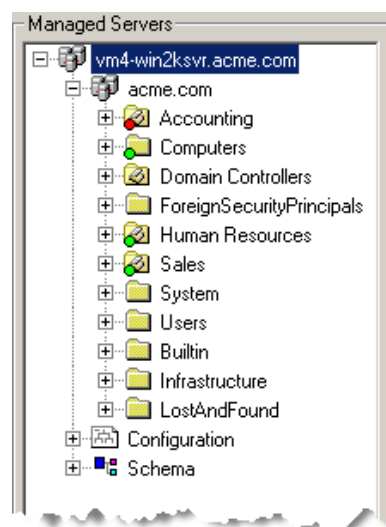 Managed Servers
vm4-win2ksvr.acme.com
acme.com
Accounting
Computers
Domain Controllers
ForeignSecurityPrincipals
Human Resources
Sales
System
Users
Builtin
Infrastructure
LostAndFound
Configuration
Schema